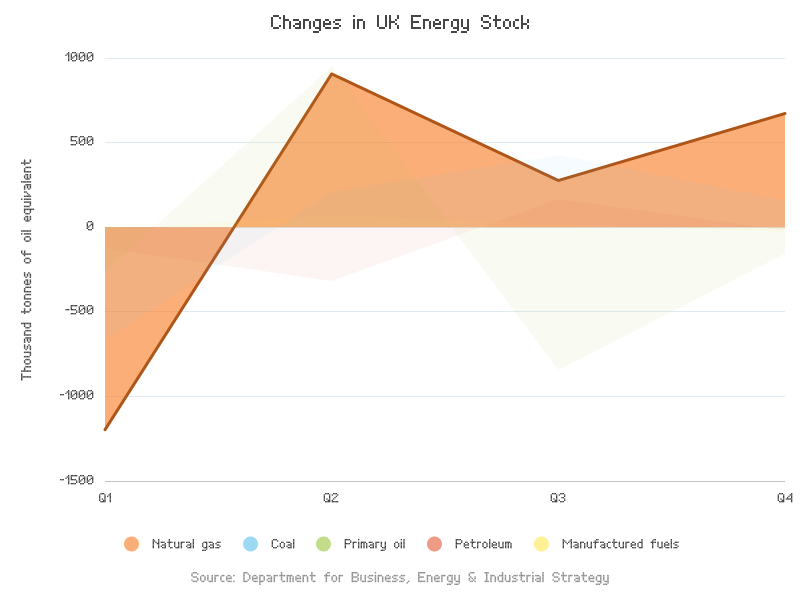 Changes in UK Energy Stock
Thousand tonnes of oil equivalent
1000
500
0
-500
-1000
-1500
Q1 Q2 Q3 Q4
Natural gas Coal Primary oil Petroleum Manufactured fuels
Source: Department for Business, Energy & Industrial Strategy